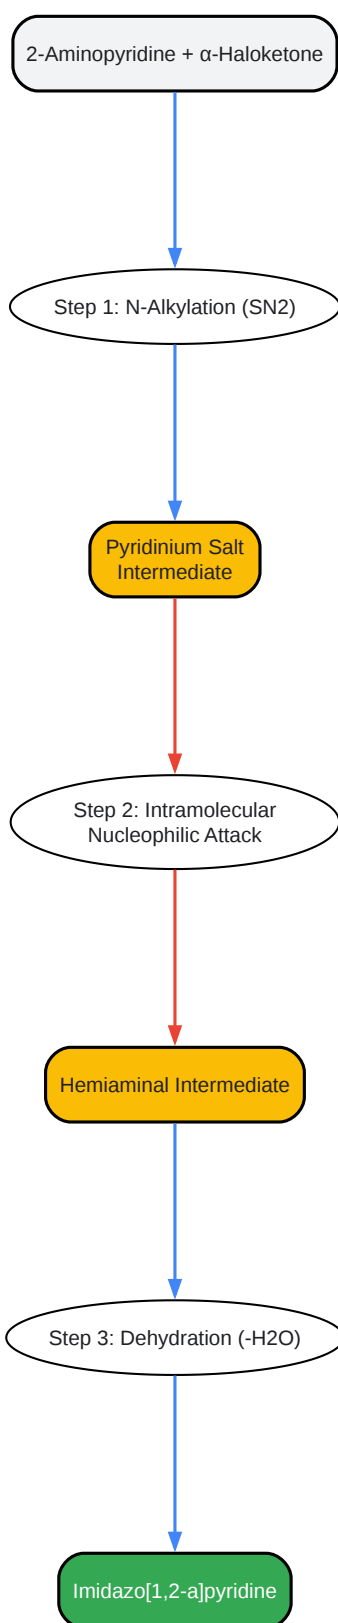 2-Aminopyridine + α-Haloketone
Step 1: N-Alkylation (SN2)
Pyridinium Salt
Intermediate
Step 2: Intramolecular
Nucleophilic Attack
Hemiaminal Intermediate
Step 3: Dehydration (-H2O)
Imidazo[1,2-a]pyridine